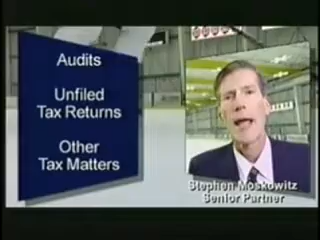 Audits
Unfiled
Tax Returns
Other
Tax Matters
Stephen Moskowitz
Senior Partner